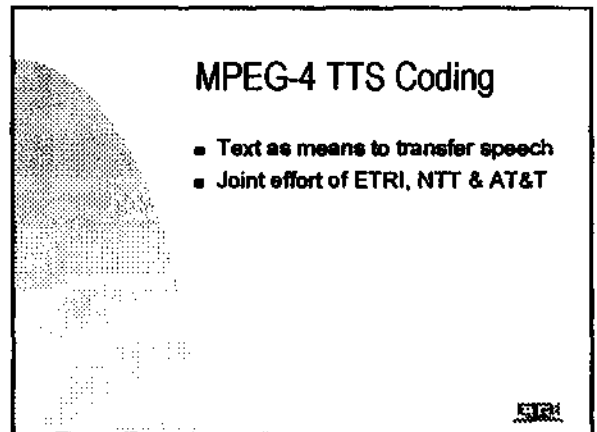 MPEG-4 TTS Coding
■ Text as means to transfer speech
■ Joint effort of ETRI, NTT & AT&T